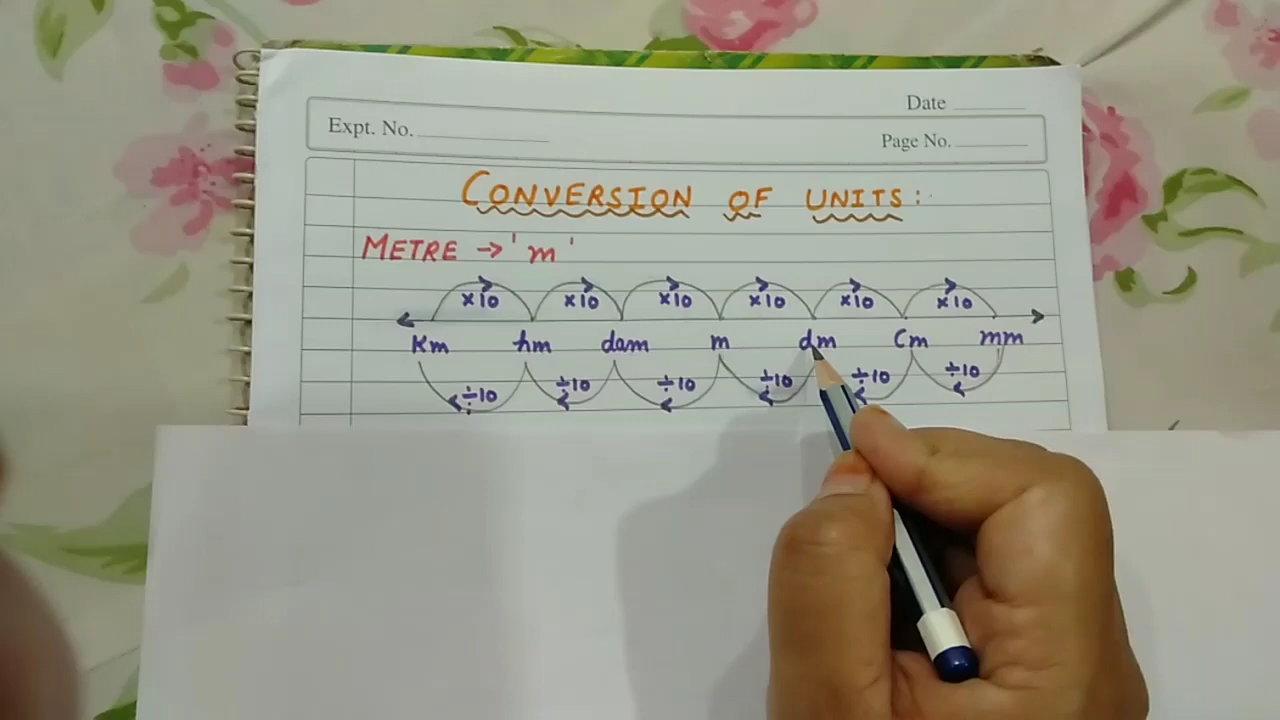 Date
Expt. No.
Page No.
CONVERSION OF UNITS:
METRE → 'm'
×10 ×10 ×10 ×10 ×10 ×10
Km hm dam m dm Cm mm
÷10 ÷10 ÷10 ÷10 ÷10 ÷10